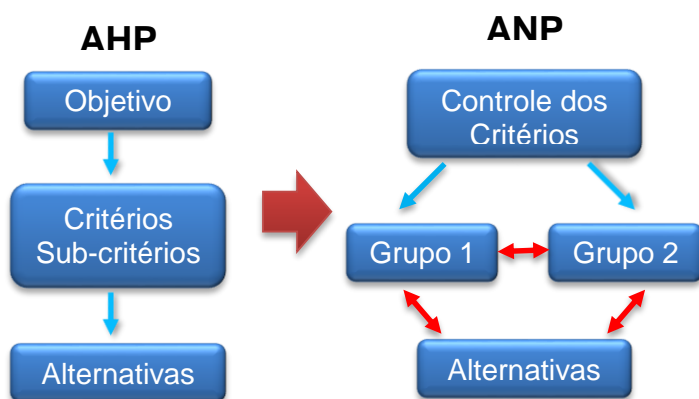 AHP
Objetivo
Critérios
Sub-critérios
Alternativas
ANP
Controle dos
Critérios
Grupo 1
Grupo 2
Alternativas